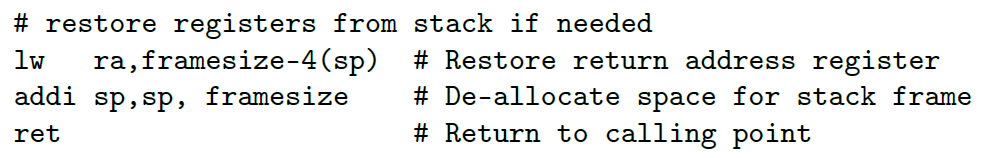 # restore registers from stack if needed
lw   ra,framesize-4(sp)  # Restore return address register
addi sp,sp, framesize    # De-allocate space for stack frame
ret                      # Return to calling point